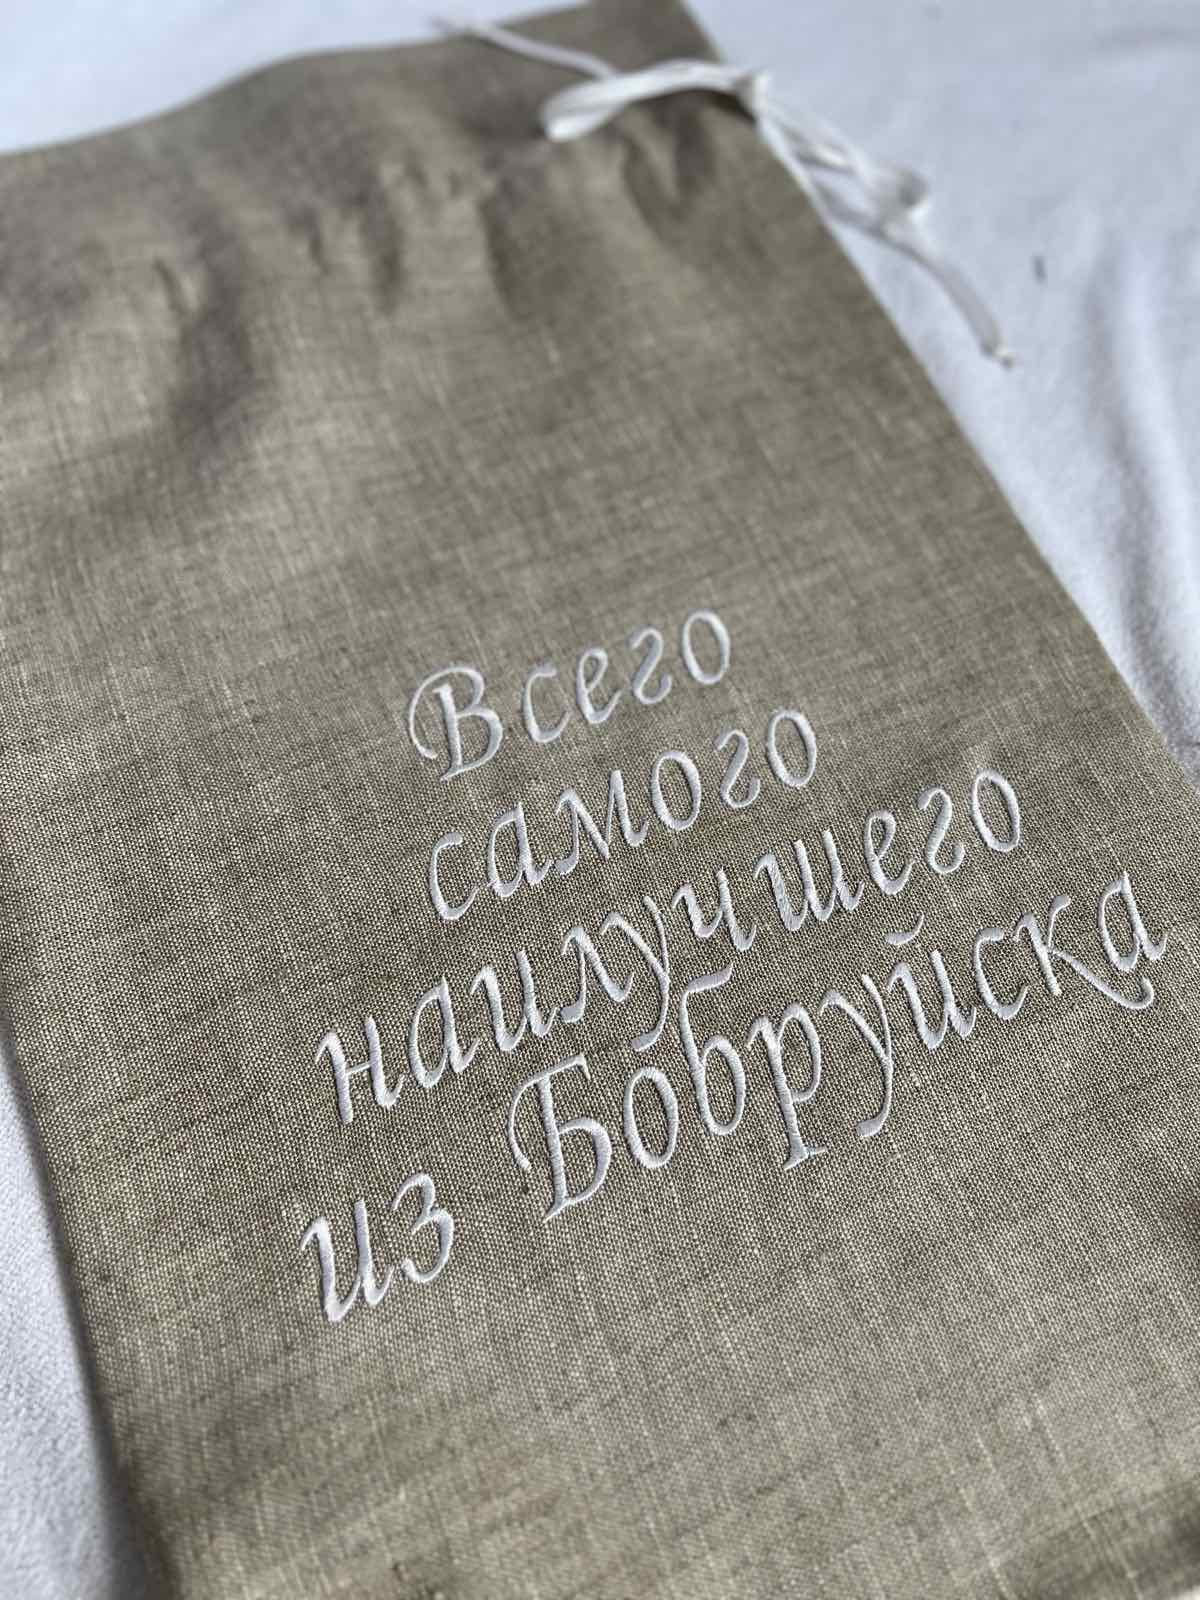 Всего
самого
наилучшего
из Бобруйска